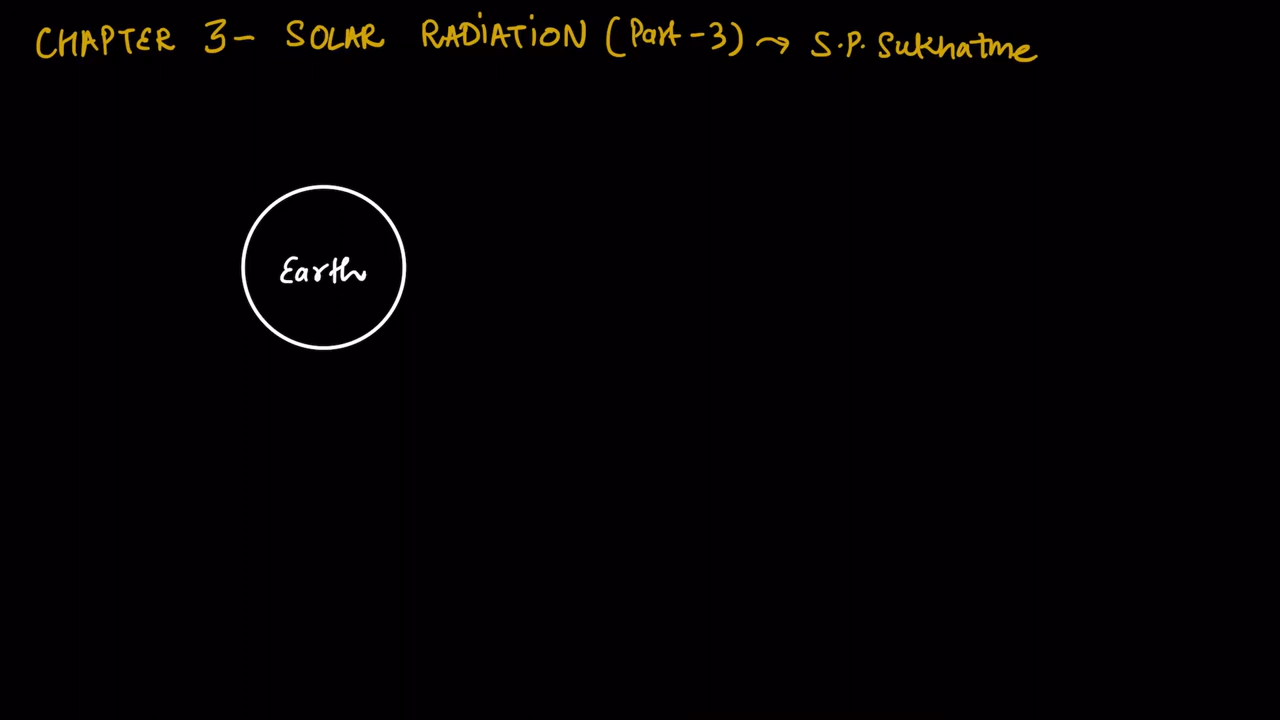 CHAPTER 3- SOLAR RADIATION (Part-3) → S.P. Sukhatme
Earth